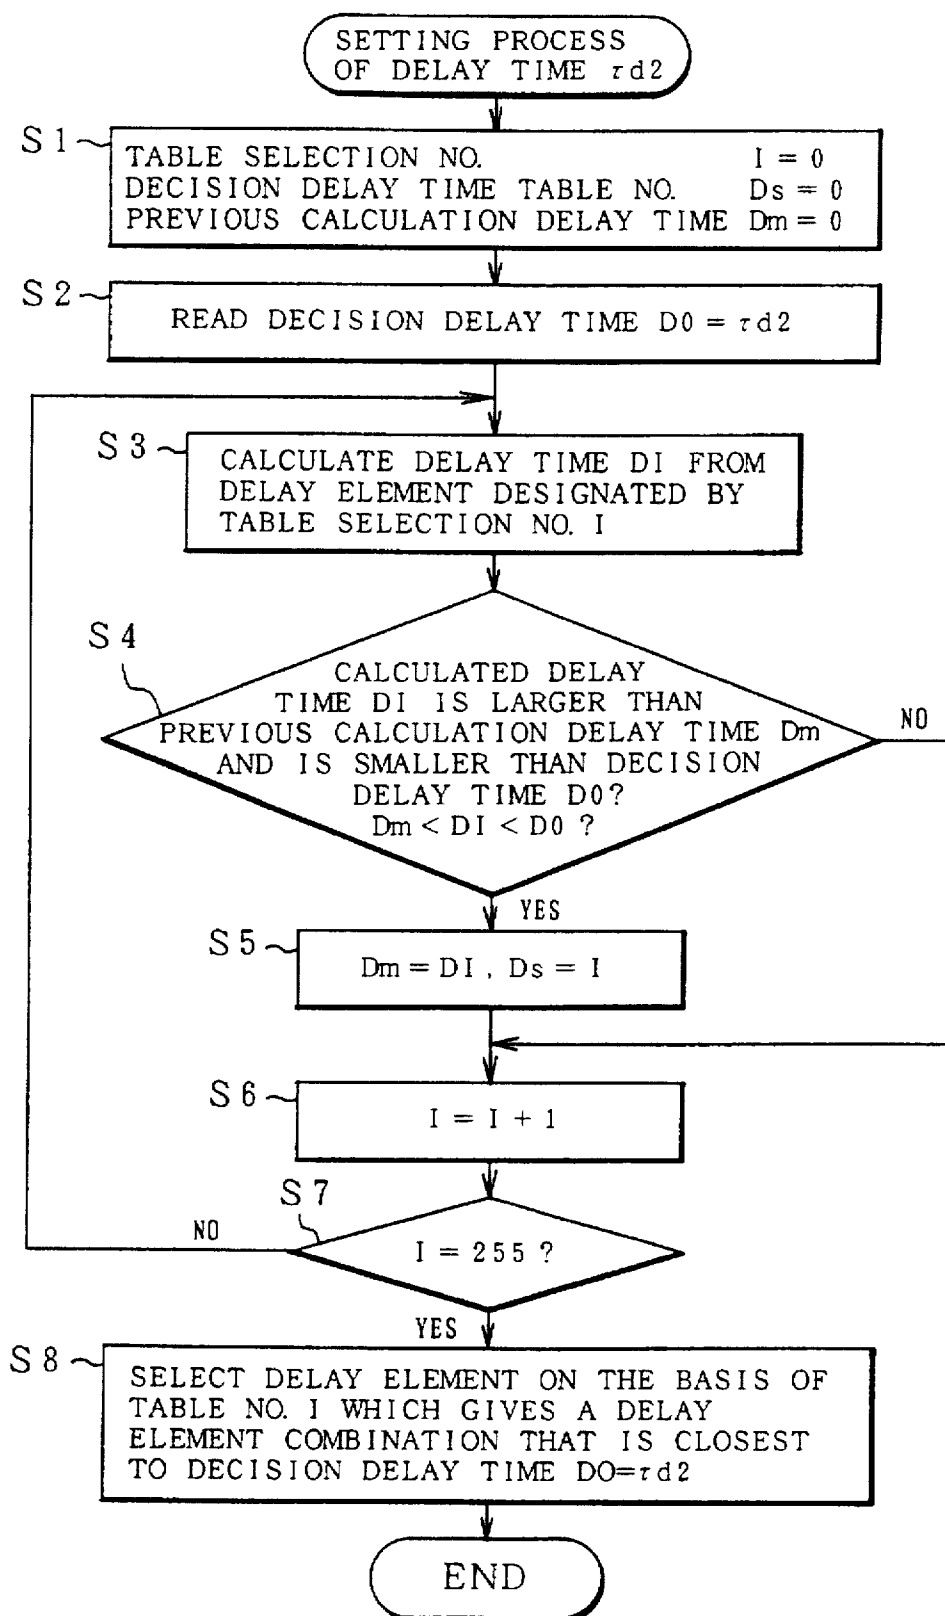 SETTING PROCESS
OF DELAY TIME τd2
S1
TABLE SELECTION NO. I = 0
DECISION DELAY TIME TABLE NO. Ds = 0
PREVIOUS CALCULATION DELAY TIME Dm = 0
S2
READ DECISION DELAY TIME D0 = τd2
S3
CALCULATE DELAY TIME DI FROM
DELAY ELEMENT DESIGNATED BY
TABLE SELECTION NO. I
S4
CALCULATED DELAY
TIME DI IS LARGER THAN
PREVIOUS CALCULATION DELAY TIME Dm
AND IS SMALLER THAN DECISION
DELAY TIME D0?
Dm < DI < D0 ?
NO
YES
S5
Dm = DI , Ds = I
S6
I = I + 1
S7
I = 255 ?
NO
YES
S8
SELECT DELAY ELEMENT ON THE BASIS OF
TABLE NO. I WHICH GIVES A DELAY
ELEMENT COMBINATION THAT IS CLOSEST
TO DECISION DELAY TIME DO=τd2
END